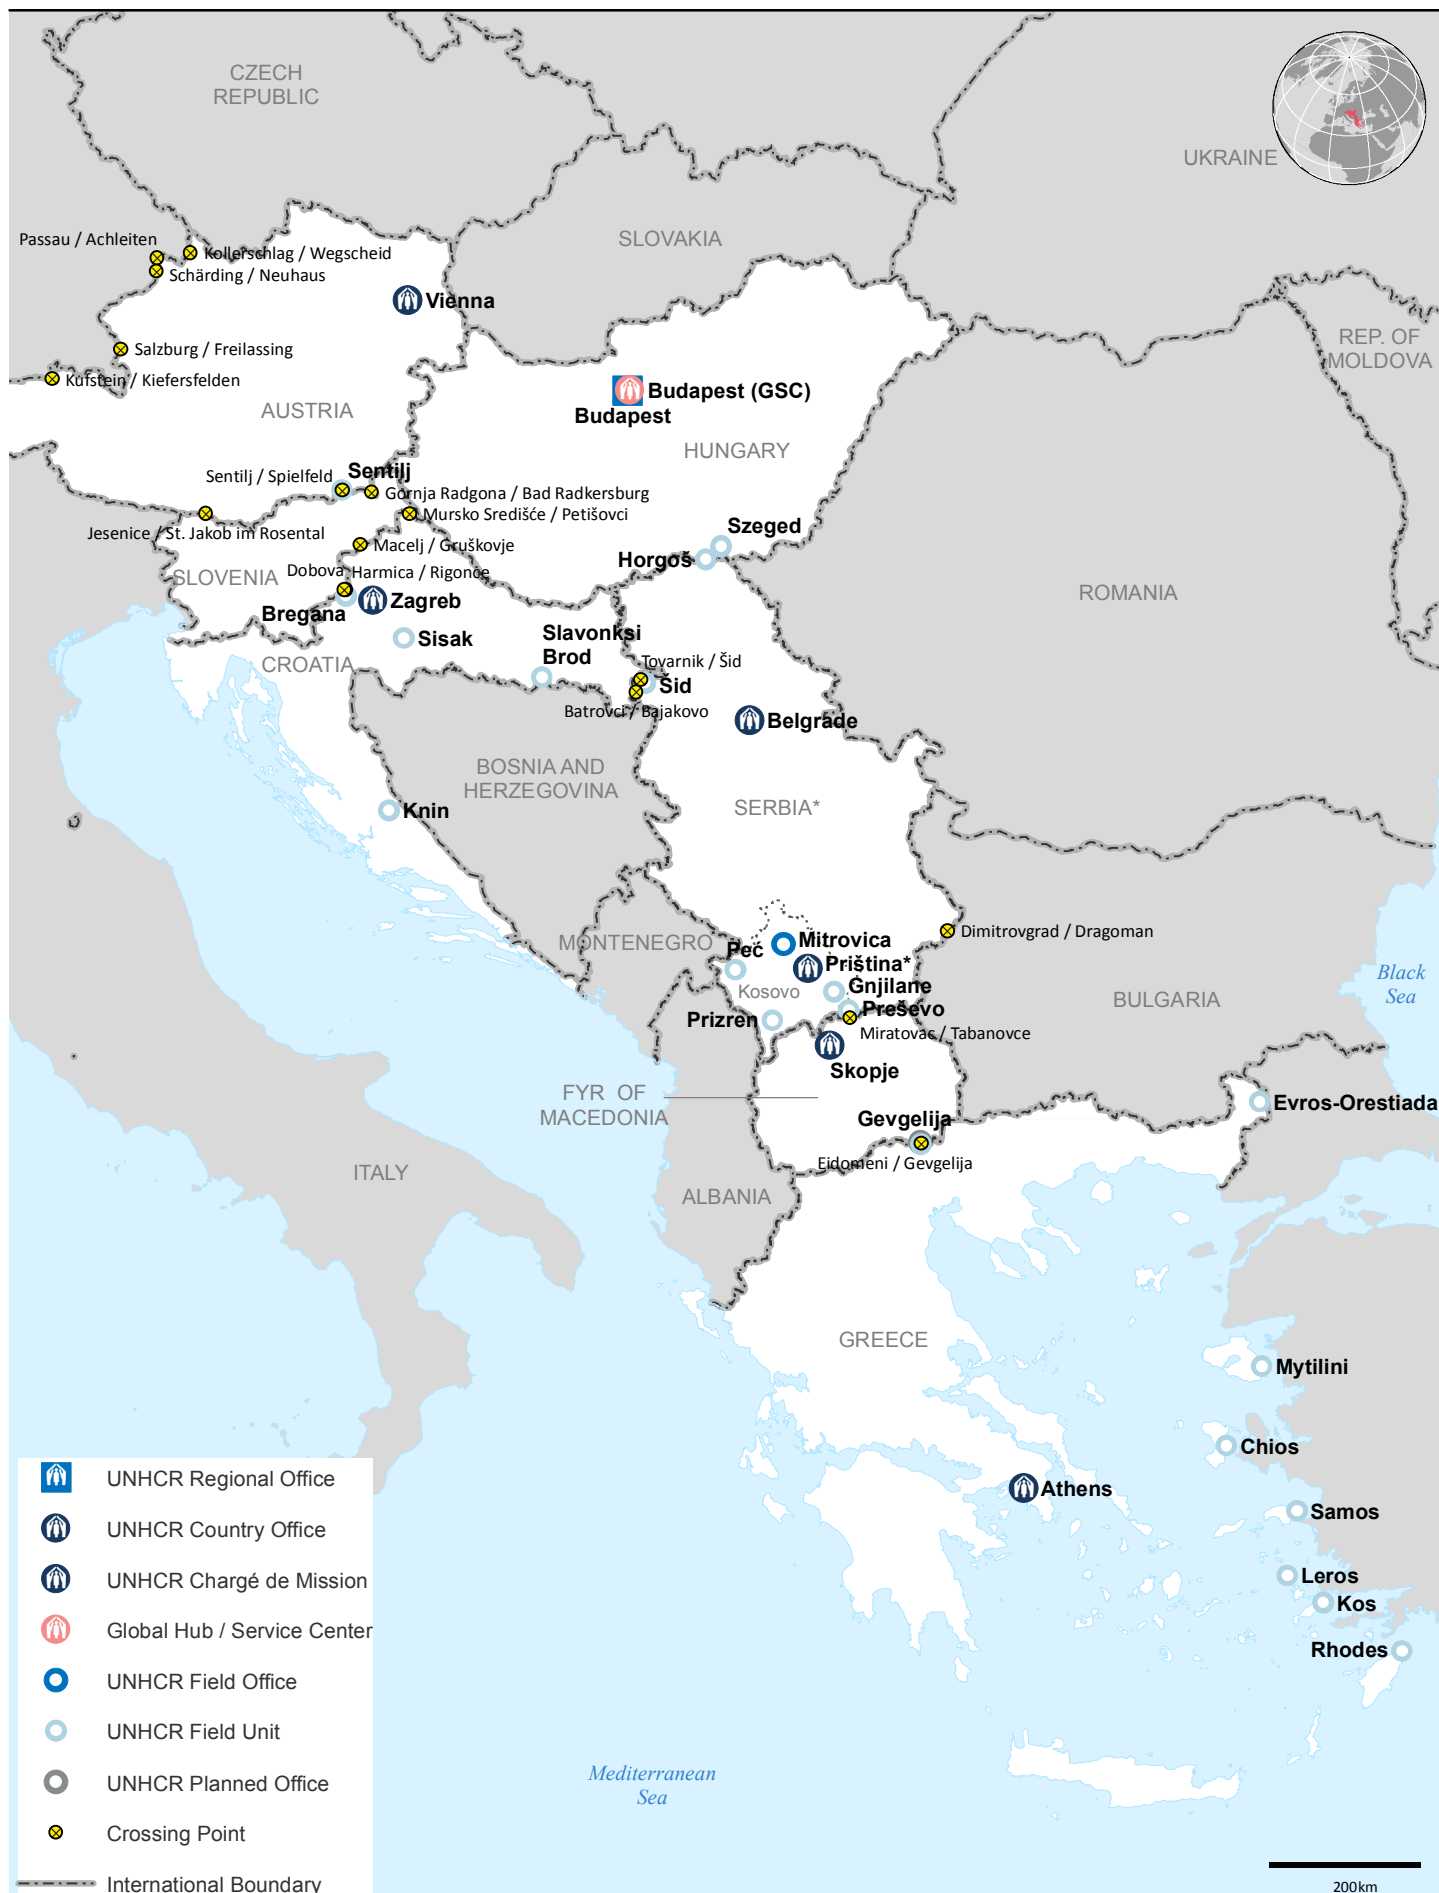 CZECH
REPUBLIC
UKRAINE
SLOVAKIA
Passau / Achleiten
Kollerschlag / Wegscheid
Schärding / Neuhaus
Vienna
REP. OF
MOLDOVA
Salzburg / Freilassing
Kufstein / Kiefersfelden
Budapest (GSC)
Budapest
AUSTRIA
HUNGARY
Sentilj / Spielfeld
Sentilj
Gornja Radgona / Bad Radkersburg
Mursko Središće / Petišovci
Jesenice / St. Jakob im Rosental
Szeged
Macelj / Gruškovje
Horgoš
SLOVENIA
Dobova
Harmica / Rigonce
ROMANIA
Bregana
Zagreb
Sisak
Slavonksi
Brod
CROATIA
Tovarnik / Šid
Šid
Batrovci / Bajakovo
Belgrade
BOSNIA AND
HERZEGOVINA
SERBIA*
Knin
Dimitrovgrad / Dragoman
MONTENEGRO
Mitrovica
Peć
Priština*
Kosovo
Gnjilane
Black
Sea
BULGARIA
Preševo
Prizren
Miratovac / Tabanovce
Skopje
FYR OF
MACEDONIA
Evros-Orestiada
Gevgelija
Eidomeni / Gevgelija
ITALY
ALBANIA
GREECE
Mytilini
Chios
Athens
Samos
Leros
Kos
Rhodes
Mediterranean
Sea
UNHCR Regional Office
UNHCR Country Office
UNHCR Chargé de Mission
Global Hub / Service Center
UNHCR Field Office
UNHCR Field Unit
UNHCR Planned Office
Crossing Point
International Boundary
200km